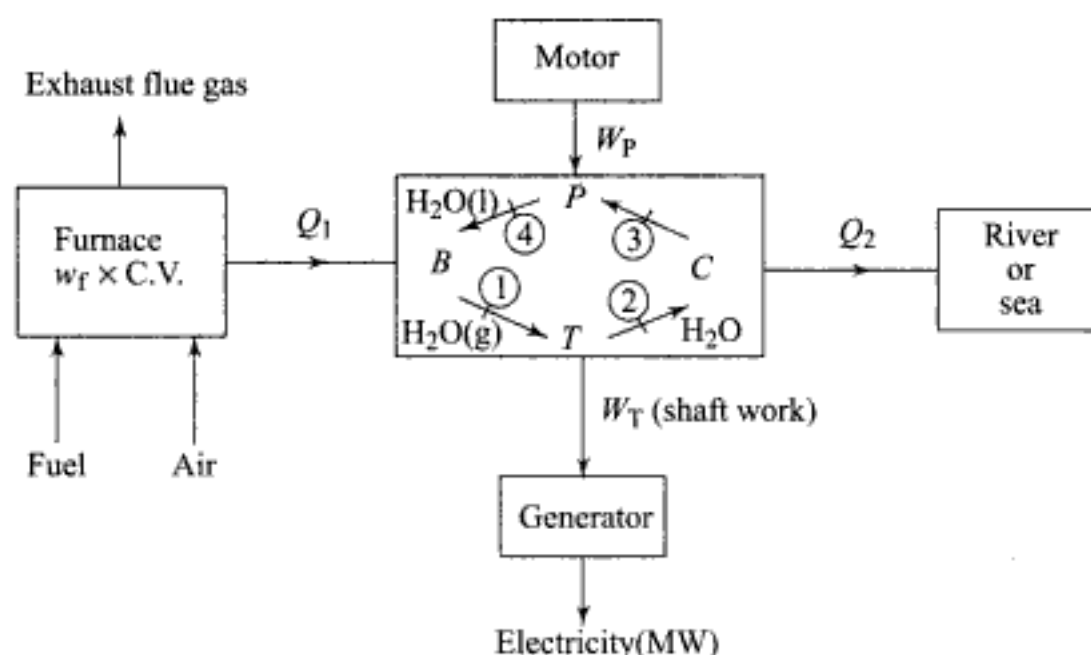 Motor
Exhaust flue gas
W_P
H₂O(l)
P
Q₁
4
3
Furnace
w_f × C.V.
B
C
Q₂
River
or
sea
1
2
H₂O(g)
T
H₂O
W_T (shaft work)
Fuel
Air
Generator
Electricity(MW)